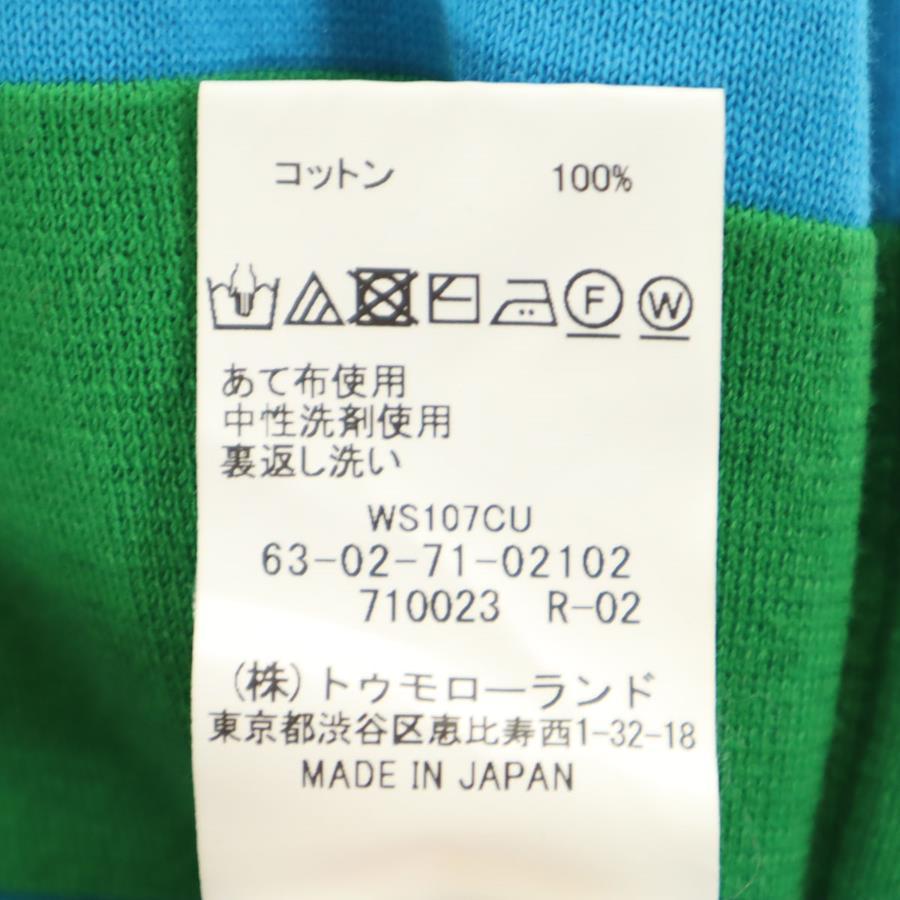 コットン 100%
F W
あて布使用
中性洗剤使用
裏返し洗い
WS107CU
63-02-71-02102
710023 R-02
(株)トゥモローランド
東京都渋谷区恵比寿西1-32-18
MADE IN JAPAN